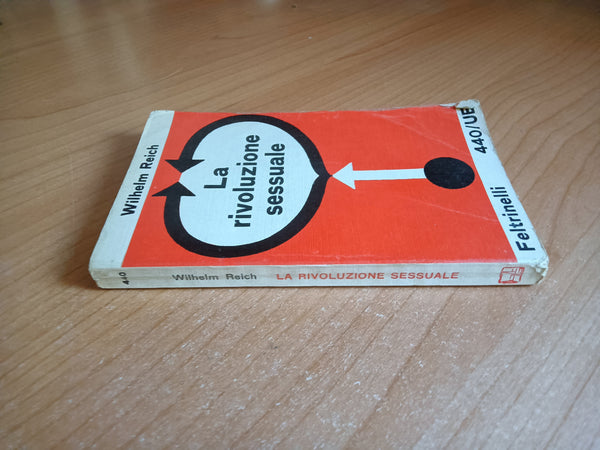 Wilhelm Reich
La
rivoluzione
sessuale
Feltrinelli 440/UE
440 Wilhelm Reich LA RIVOLUZIONE SESSUALE